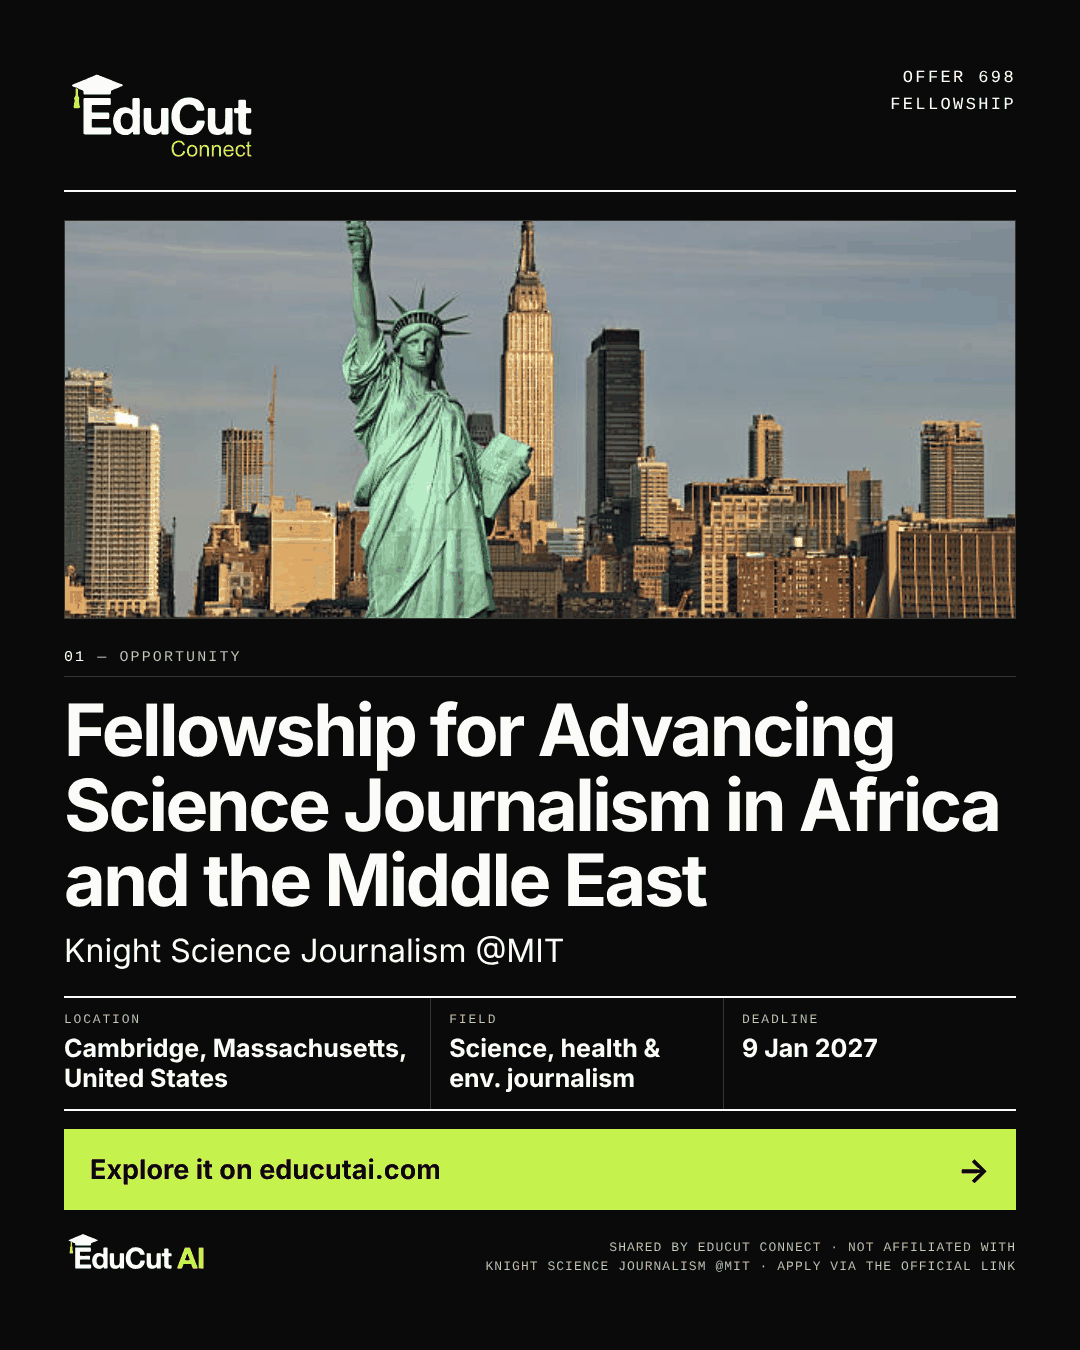 EduCut
Connect
OFFER 698
FELLOWSHIP
01 — OPPORTUNITY
Fellowship for Advancing
Science Journalism in Africa
and the Middle East
Knight Science Journalism @MIT
LOCATION
Cambridge, Massachusetts,
United States
FIELD
Science, health &
env. journalism
DEADLINE
9 Jan 2027
Explore it on educutai.com →
EduCut AI
SHARED BY EDUCUT CONNECT · NOT AFFILIATED WITH
KNIGHT SCIENCE JOURNALISM @MIT · APPLY VIA THE OFFICIAL LINK